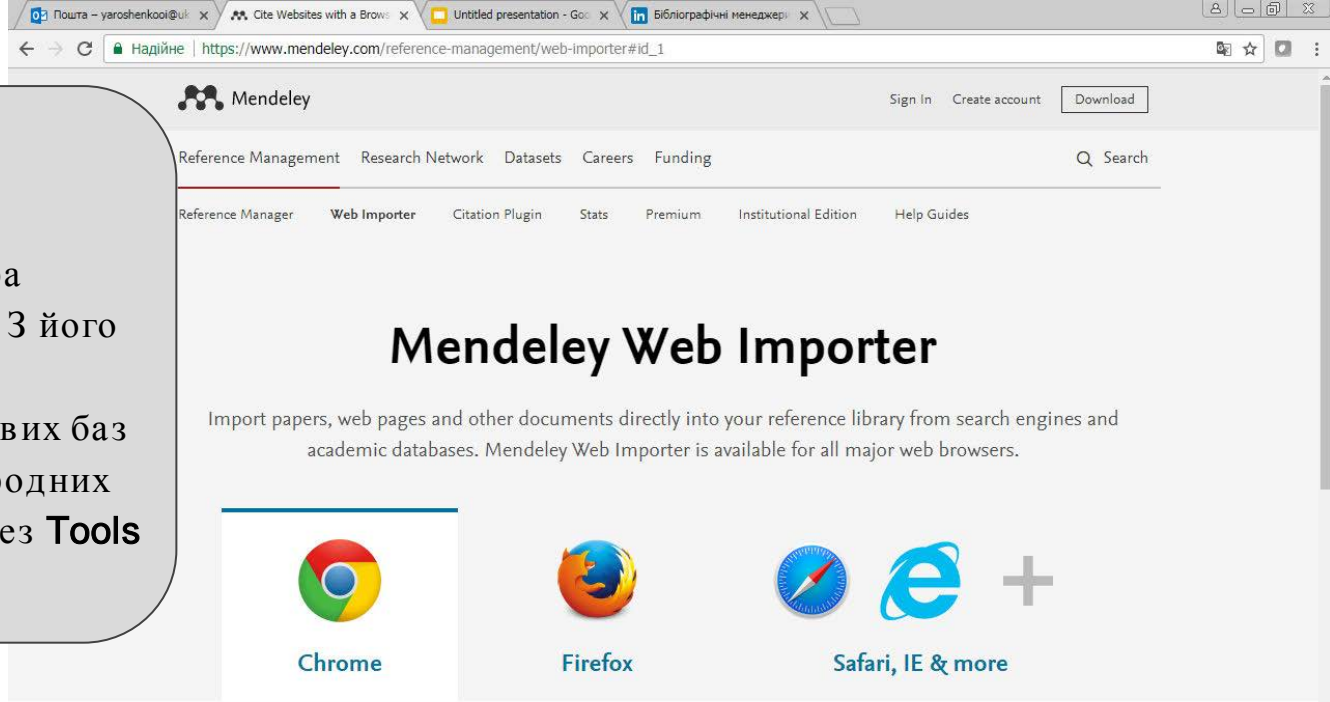 Пошта – yaroshenkooi@uk
Cite Websites with a Brows
Untitled presentation - Goo
Бібліографічні менеджери
Надійне | https://www.mendeley.com/reference-management/web-importer#id_1
Mendeley
Sign In Create account Download
Reference Management Research Network Datasets Careers Funding Search
Reference Manager Web Importer Citation Plugin Stats Premium Institutional Edition Help Guides
ра
З його
вих баз
родних
ез Tools
Mendeley Web Importer
Import papers, web pages and other documents directly into your reference library from search engines and
academic databases. Mendeley Web Importer is available for all major web browsers.
Chrome Firefox Safari, IE & more